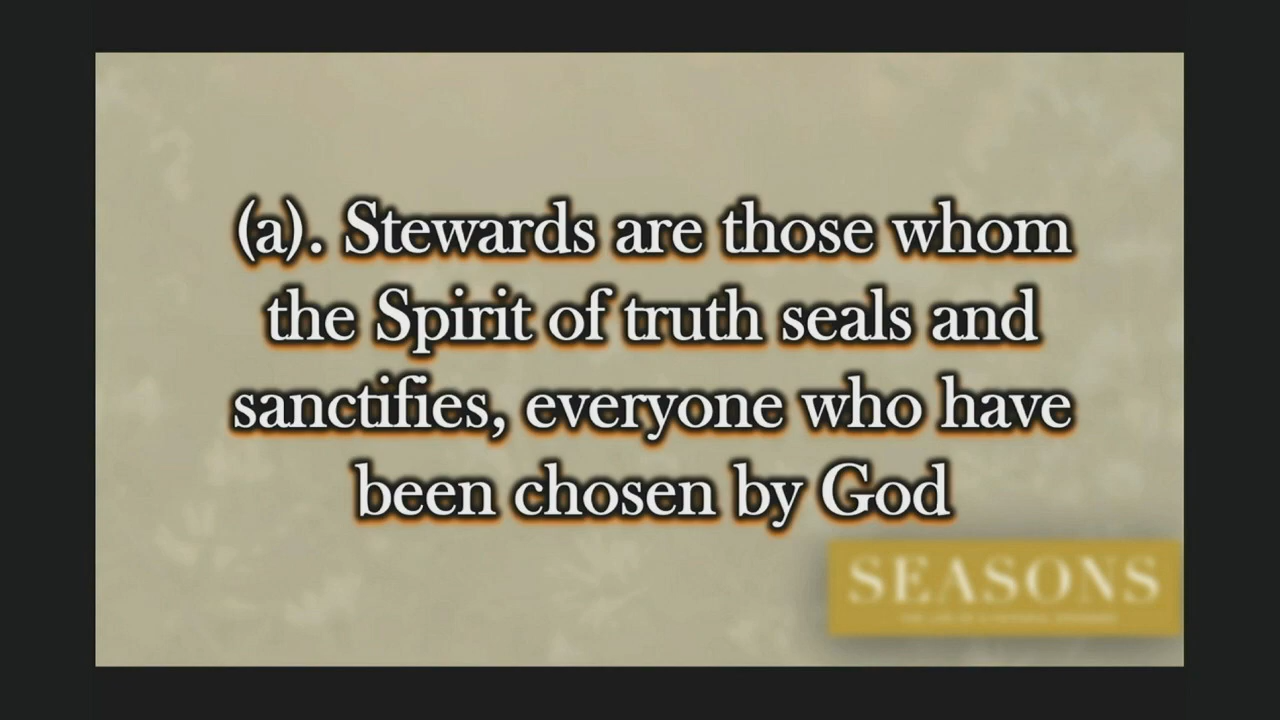 (a). Stewards are those whom
the Spirit of truth seals and
sanctifies, everyone who have
been chosen by God
SEASONS